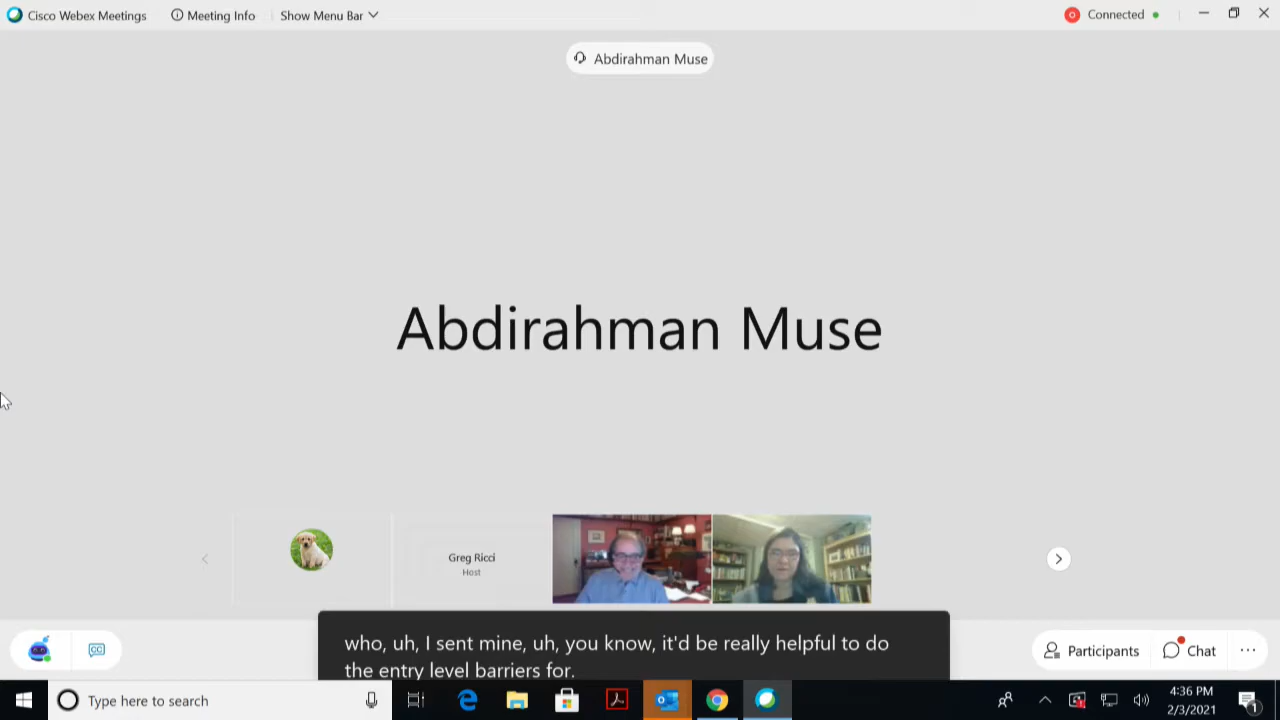 Cisco Webex Meetings
Meeting Info
Show Menu Bar
Connected
Abdirahman Muse
Abdirahman Muse
Greg Ricci
Host
who, uh, I sent mine, uh, you know, it'd be really helpful to do
the entry level barriers for.
CC
Participants
Chat
Type here to search
4:36 PM
2/3/2021
1